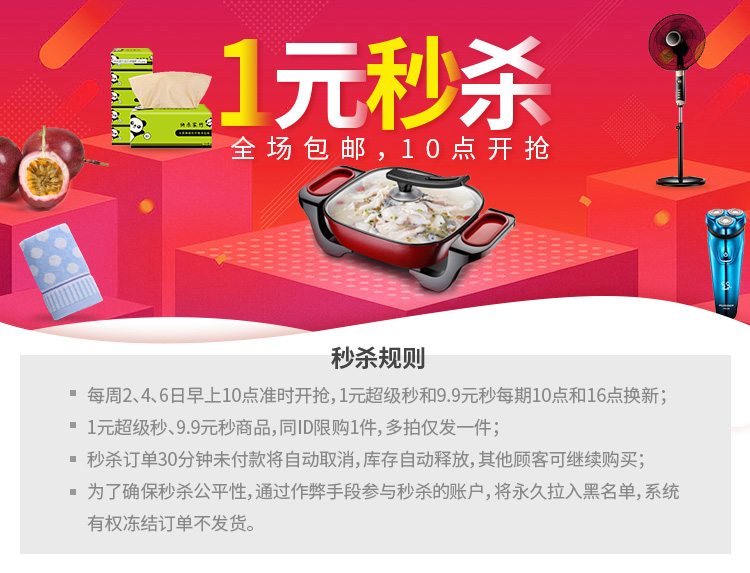 1元秒杀
全场包邮,10点开抢
秒杀规则
每周2、4、6日早上10点准时开抢,1元超级秒和9.9元秒每期10点和16点换新;
1元超级秒、9.9元秒商品,同ID限购1件,多拍仅发一件;
秒杀订单30分钟未付款将自动取消,库存自动释放,其他顾客可继续购买;
为了确保秒杀公平性,通过作弊手段参与秒杀的账户,将永久拉入黑名单,系统
有权冻结订单不发货。